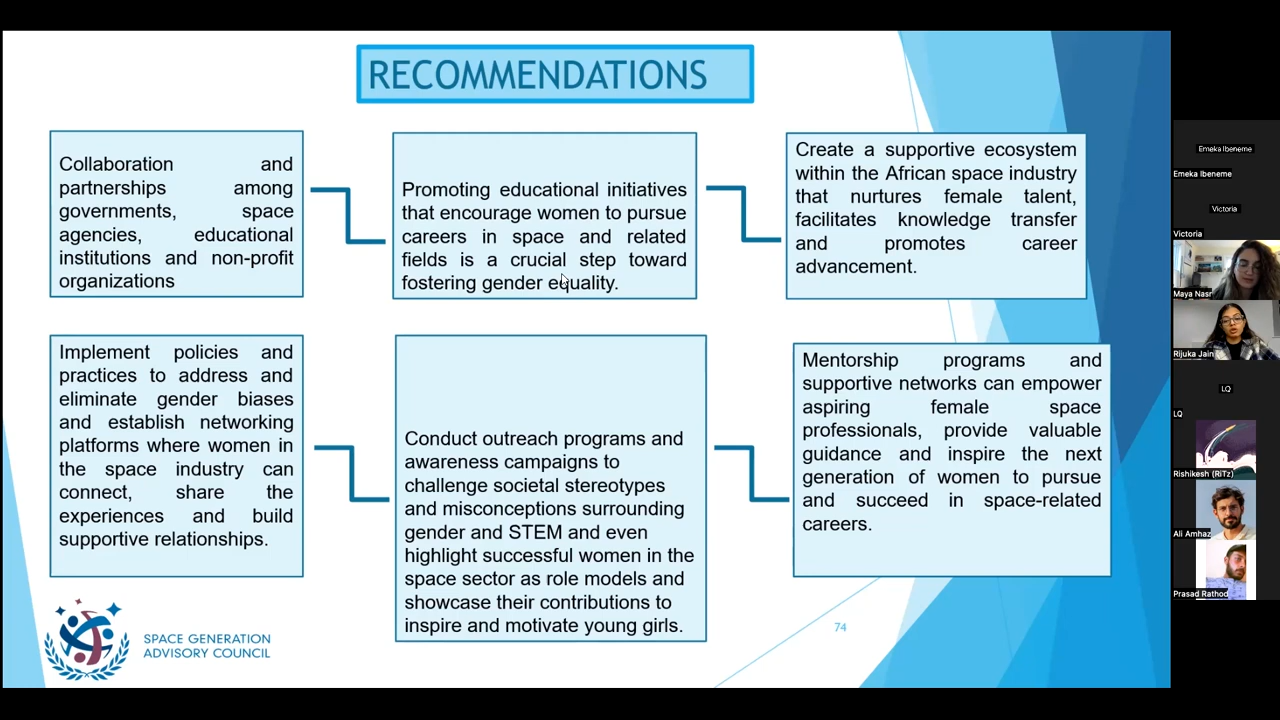 RECOMMENDATIONS
Collaboration and
partnerships among
governments, space
agencies, educational
institutions and non-profit
organizations
Promoting educational initiatives
that encourage women to pursue
careers in space and related
fields is a crucial step toward
fostering gender equality.
Create a supportive ecosystem
within the African space industry
that nurtures female talent,
facilitates knowledge transfer
and promotes career
advancement.
Implement policies and
practices to address and
eliminate gender biases
and establish networking
platforms where women in
the space industry can
connect, share the
experiences and build
supportive relationships.
Conduct outreach programs and
awareness campaigns to
challenge societal stereotypes
and misconceptions surrounding
gender and STEM and even
highlight successful women in the
space sector as role models and
showcase their contributions to
inspire and motivate young girls.
Mentorship programs and
supportive networks can empower
aspiring female space
professionals, provide valuable
guidance and inspire the next
generation of women to pursue
and succeed in space-related
careers.
SPACE GENERATION
ADVISORY COUNCIL
74
Emeka Ibeneme
Emeka Ibeneme
Victoria
Victoria
Maya Nasr
Rijuka Jain
LQ
LQ
Rishikesh (RiTz)
Ali Amhaz
Prasad Rathod